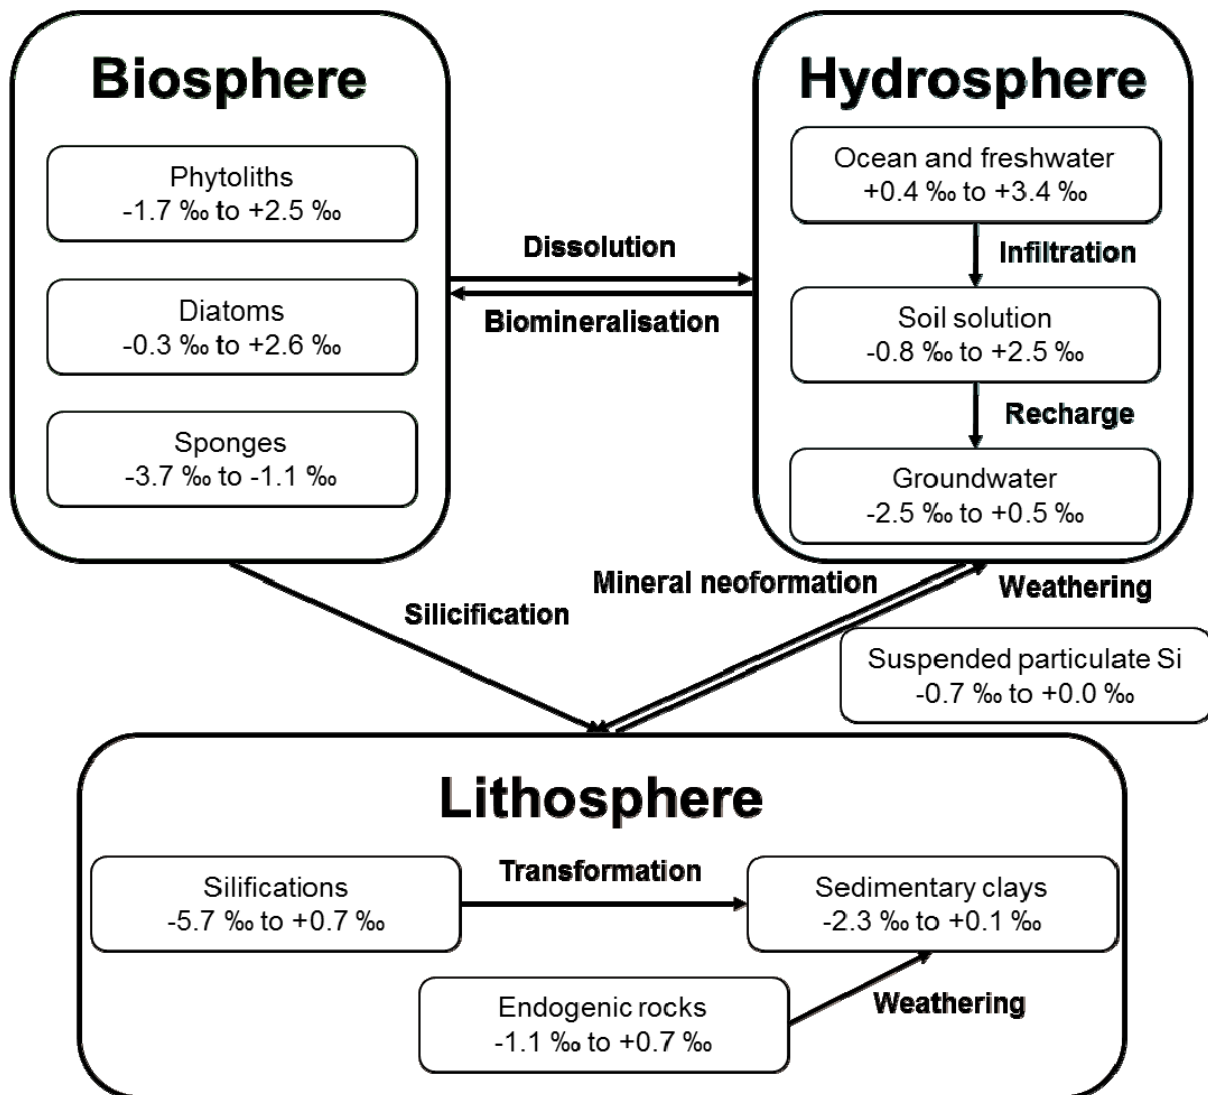 Biosphere
Phytoliths
-1.7 ‰ to +2.5 ‰
Diatoms
-0.3 ‰ to +2.6 ‰
Sponges
-3.7 ‰ to -1.1 ‰
Dissolution
Biomineralisation
Hydrosphere
Ocean and freshwater
+0.4 ‰ to +3.4 ‰
Infiltration
Soil solution
-0.8 ‰ to +2.5 ‰
Recharge
Groundwater
-2.5 ‰ to +0.5 ‰
Silicification
Mineral neoformation
Weathering
Suspended particulate Si
-0.7 ‰ to +0.0 ‰
Lithosphere
Silifications
-5.7 ‰ to +0.7 ‰
Transformation
Sedimentary clays
-2.3 ‰ to +0.1 ‰
Endogenic rocks
-1.1 ‰ to +0.7 ‰
Weathering